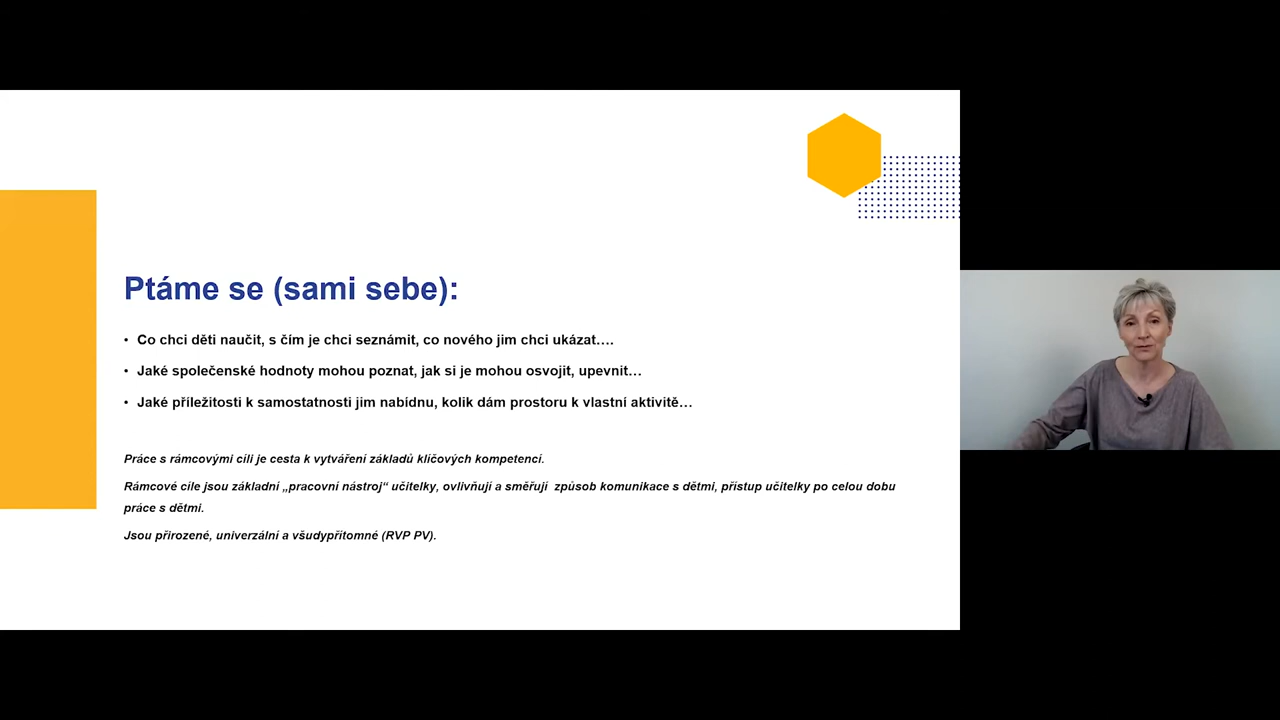 Ptáme se (sami sebe):
• Co chci děti naučit, s čím je chci seznámit, co nového jim chci ukázat….
• Jaké společenské hodnoty mohou poznat, jak si je mohou osvojit, upevnit…
• Jaké příležitosti k samostatnosti jim nabídnu, kolik dám prostoru k vlastní aktivitě…
Práce s rámcovými cíli je cesta k vytváření základů klíčových kompetencí.
Rámcové cíle jsou základní „pracovní nástroj“ učitelky, ovlivňují a směřují způsob komunikace s dětmi, přístup učitelky po celou dobu
práce s dětmi.
Jsou přirozené, univerzální a všudypřítomné (RVP PV).